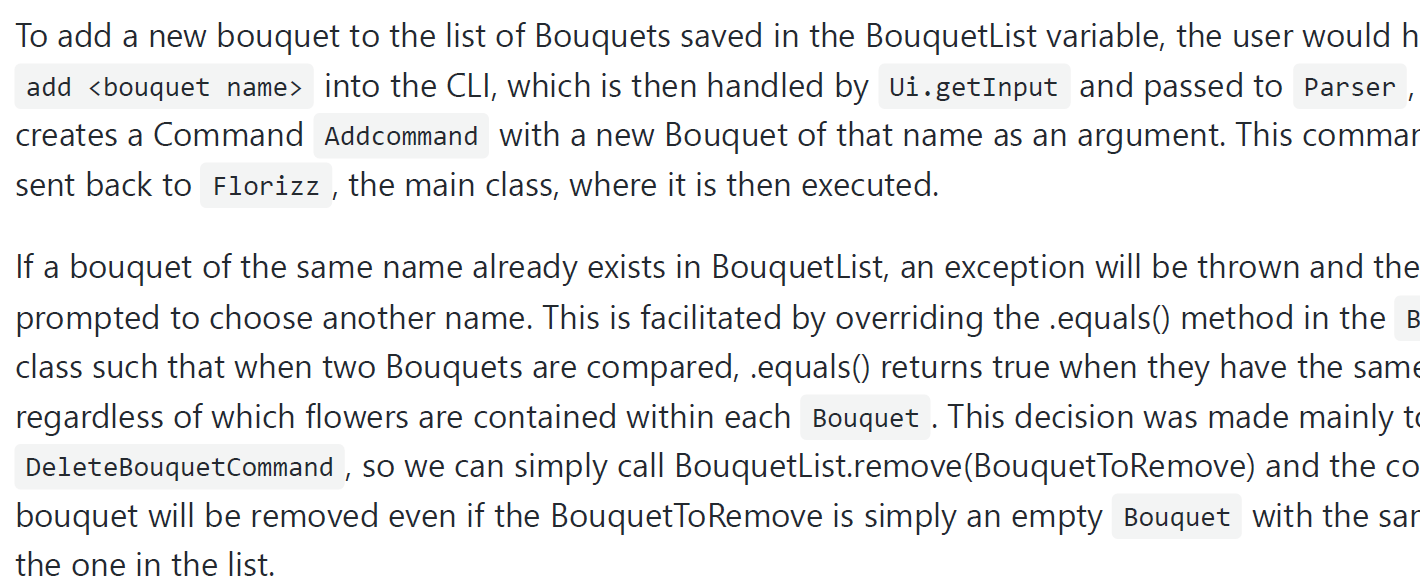 To add a new bouquet to the list of Bouquets saved in the BouquetList variable, the user would h
add <bouquet name> into the CLI, which is then handled by Ui.getInput and passed to Parser ,
creates a Command Addcommand with a new Bouquet of that name as an argument. This comman
sent back to Florizz , the main class, where it is then executed.
If a bouquet of the same name already exists in BouquetList, an exception will be thrown and the
prompted to choose another name. This is facilitated by overriding the .equals() method in the B
class such that when two Bouquets are compared, .equals() returns true when they have the same
regardless of which flowers are contained within each Bouquet . This decision was made mainly to
DeleteBouquetCommand , so we can simply call BouquetList.remove(BouquetToRemove) and the co
bouquet will be removed even if the BouquetToRemove is simply an empty Bouquet with the sam
the one in the list.